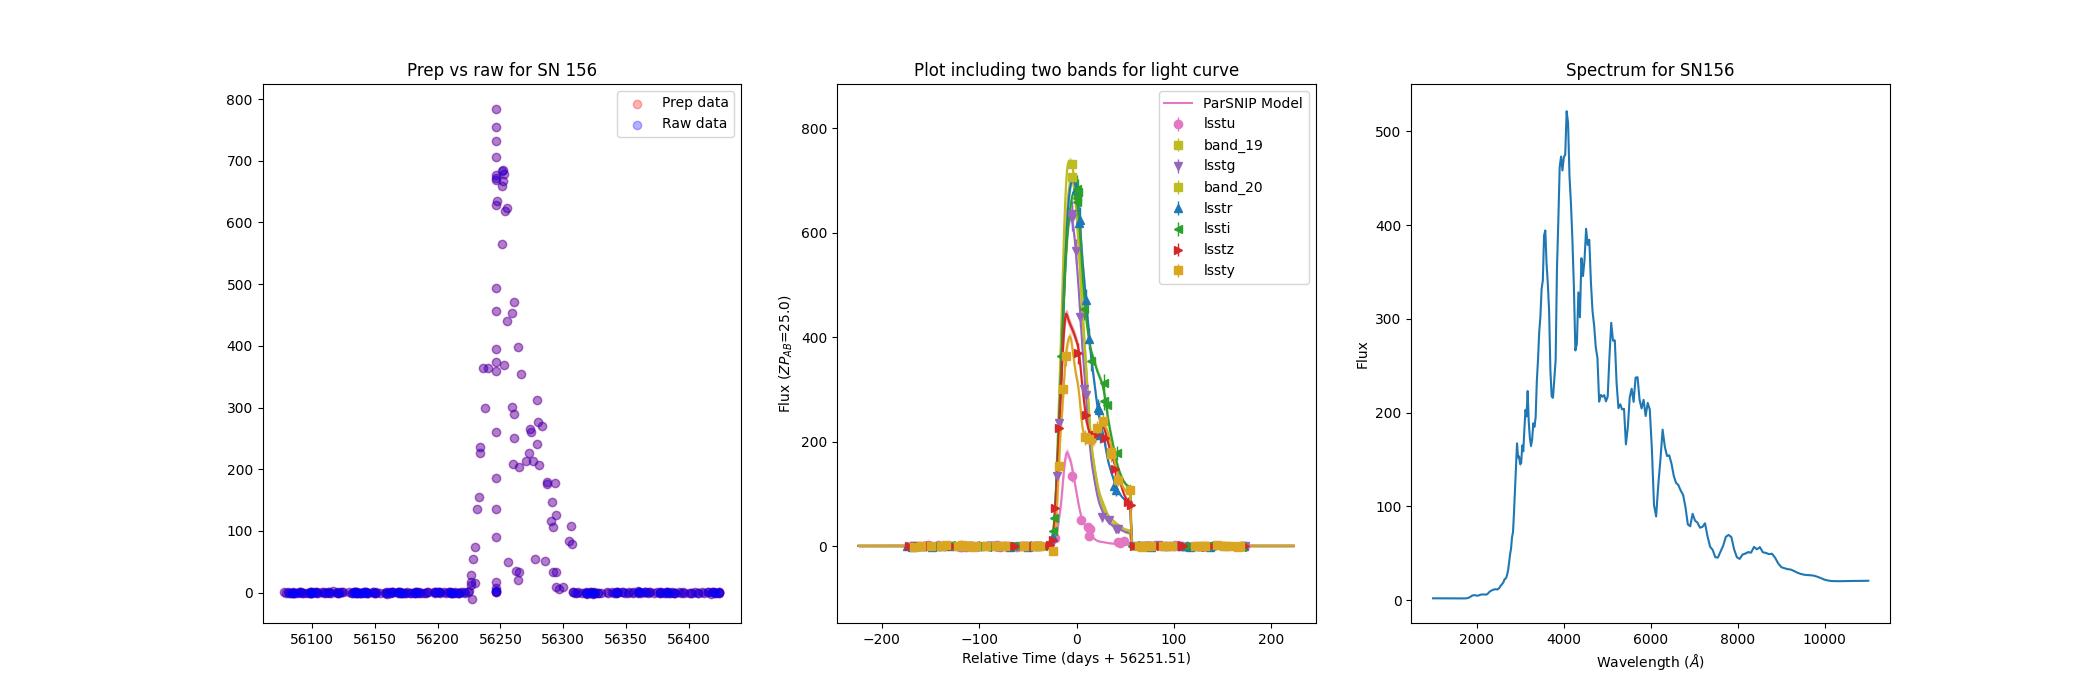 Prep vs raw for SN 156
800
700
600
500
400
300
200
100
0
56100
56150
56200
56250
56300
56350
56400
Prep data
Raw data
Plot including two bands for light curve
Flux (ZP_AB=25.0)
800
600
400
200
0
−200
−100
0
100
200
Relative Time (days + 56251.51)
ParSNIP Model
lsstu
band_19
lsstg
band_20
lsstr
lssti
lsstz
lssty
Spectrum for SN156
Flux
500
400
300
200
100
0
2000
4000
6000
8000
10000
Wavelength (Å)